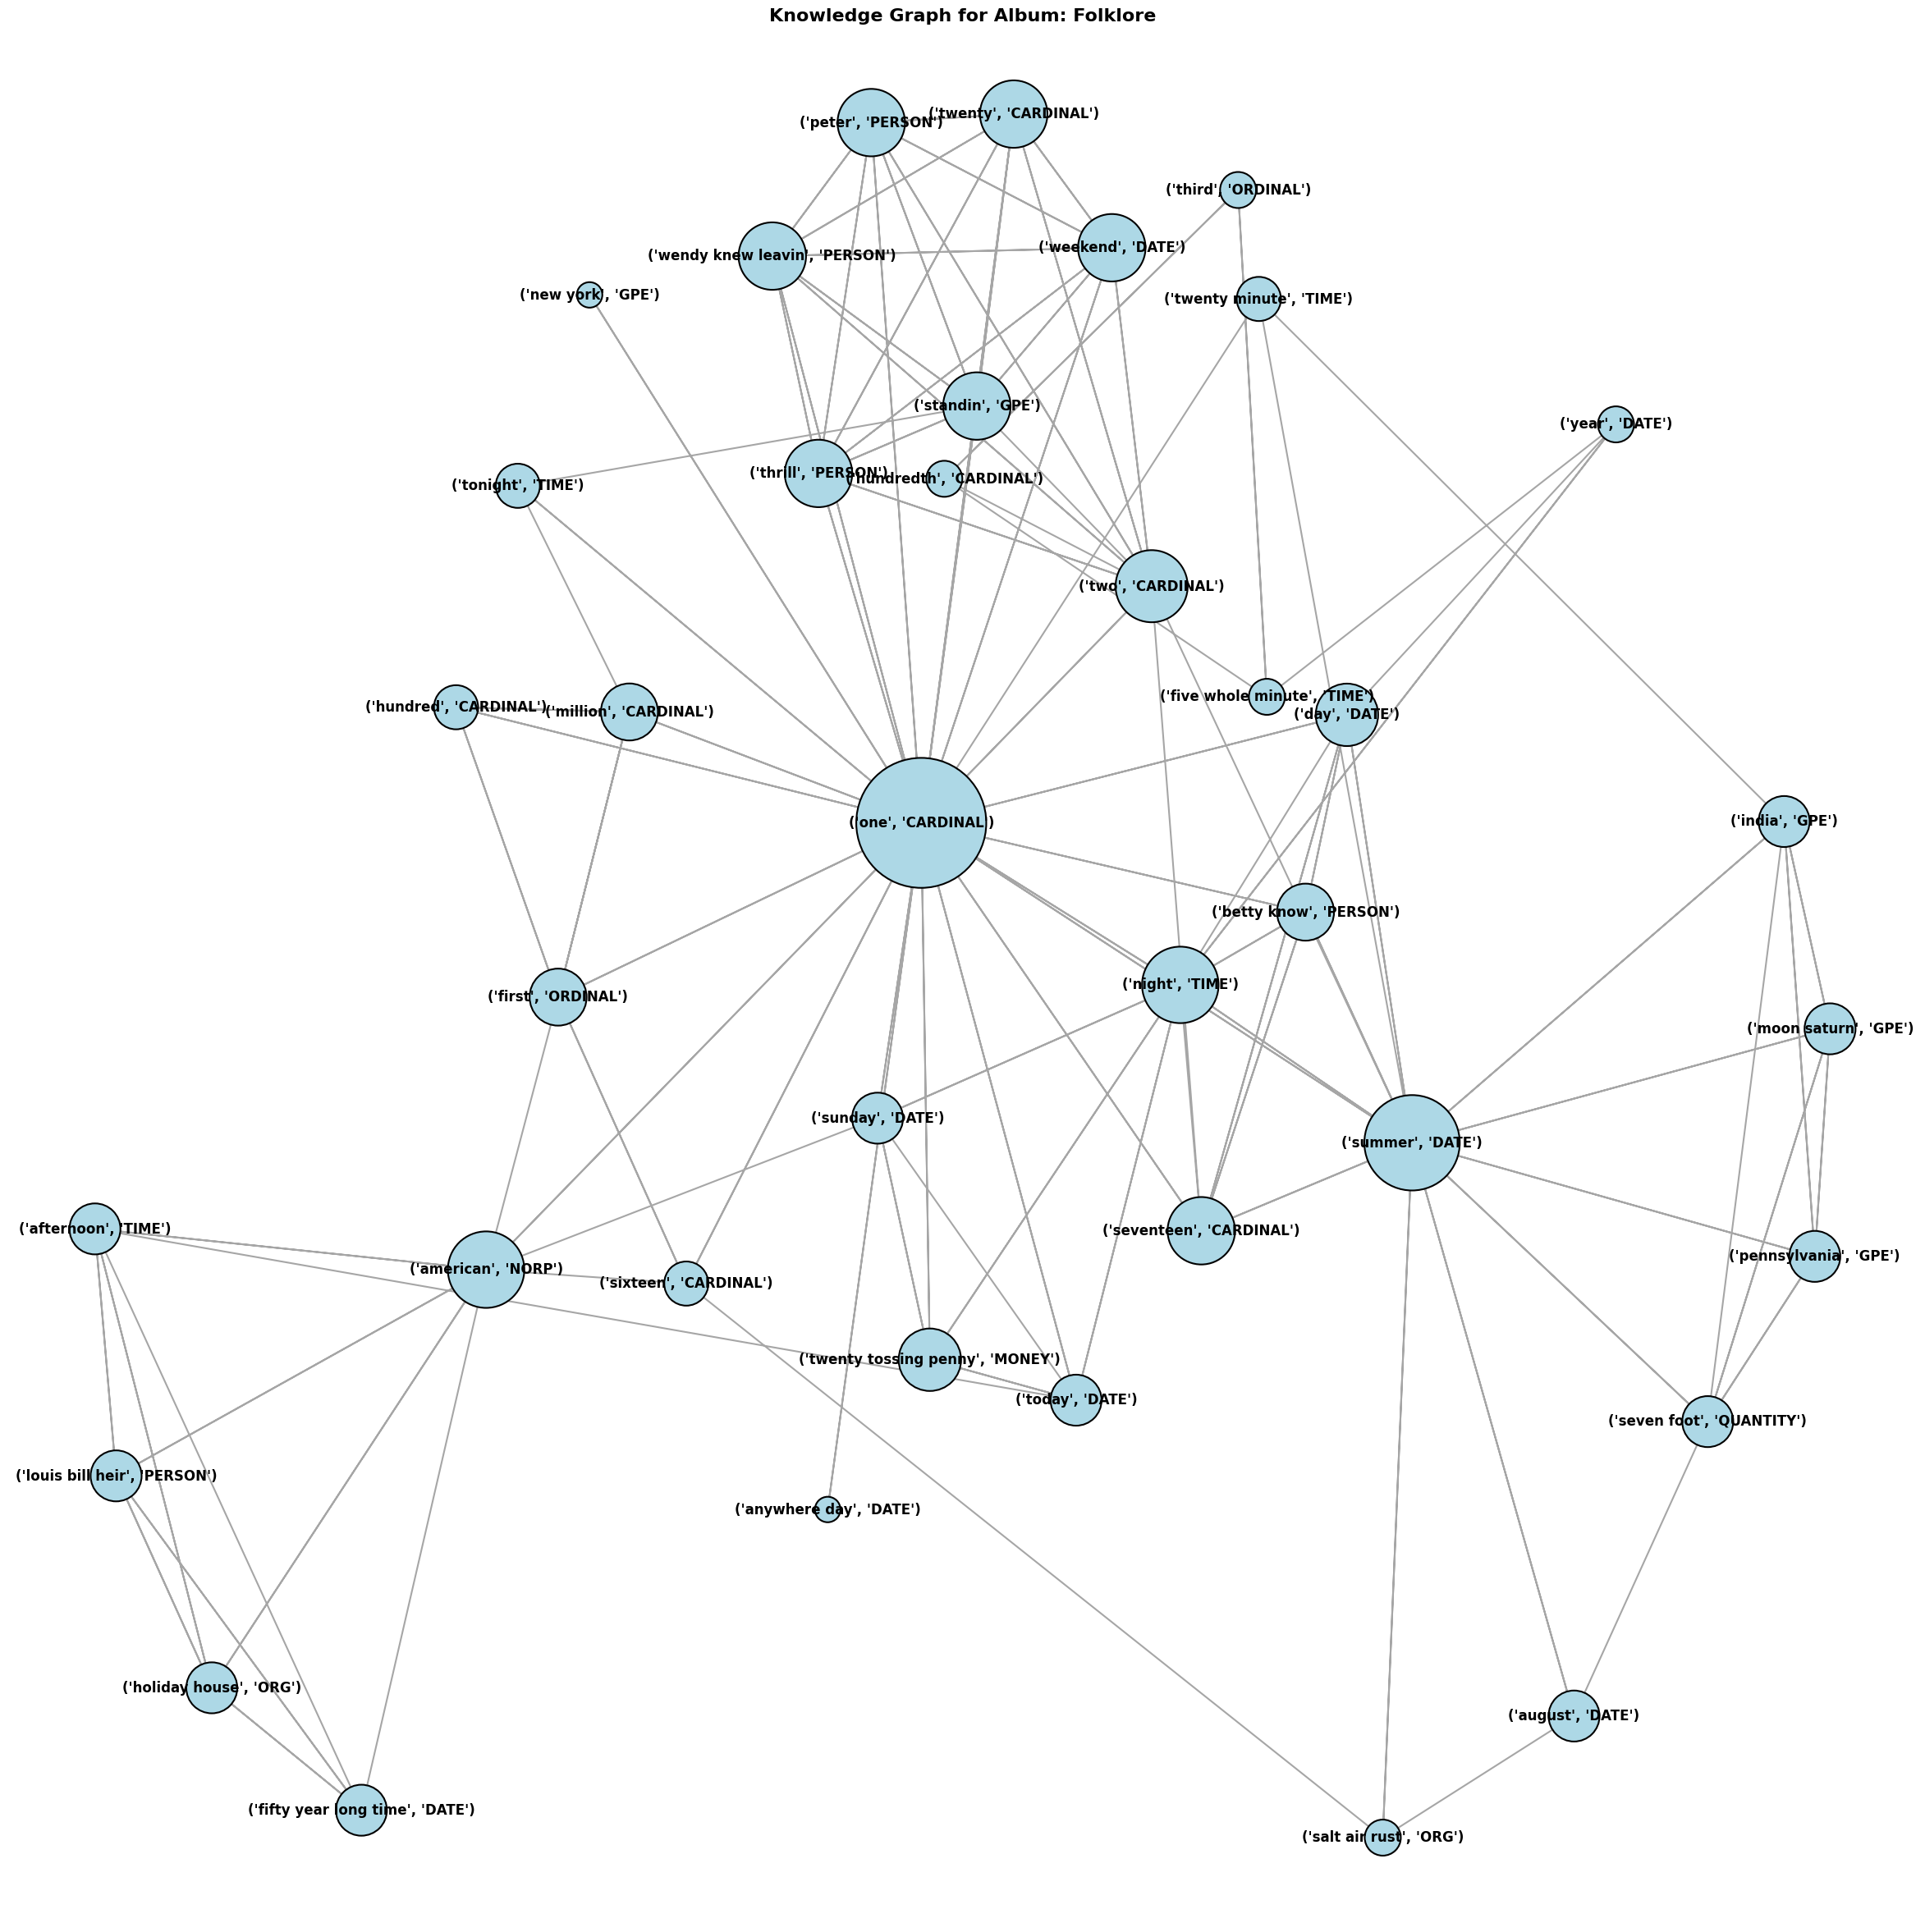 Knowledge Graph for Album: Folklore
('peter', 'PERSON')
('twenty', 'CARDINAL')
('third', 'ORDINAL')
('weekend', 'DATE')
('wendy knew leavin', 'PERSON')
('new york', 'GPE')
('twenty minute', 'TIME')
('standin', 'GPE')
('year', 'DATE')
('thrill', 'PERSON')
('hundredth', 'CARDINAL')
('tonight', 'TIME')
('two', 'CARDINAL')
('five whole minute', 'TIME')
('hundred', 'CARDINAL')
('million', 'CARDINAL')
('day', 'DATE')
('one', 'CARDINAL')
('india', 'GPE')
('betty know', 'PERSON')
('night', 'TIME')
('first', 'ORDINAL')
('moon saturn', 'GPE')
('sunday', 'DATE')
('summer', 'DATE')
('afternoon', 'TIME')
('seventeen', 'CARDINAL')
('pennsylvania', 'GPE')
('american', 'NORP')
('sixteen', 'CARDINAL')
('twenty tossing penny', 'MONEY')
('today', 'DATE')
('seven foot', 'QUANTITY')
('louis bill heir', 'PERSON')
('anywhere day', 'DATE')
('holiday house', 'ORG')
('august', 'DATE')
('fifty year long time', 'DATE')
('salt air rust', 'ORG')